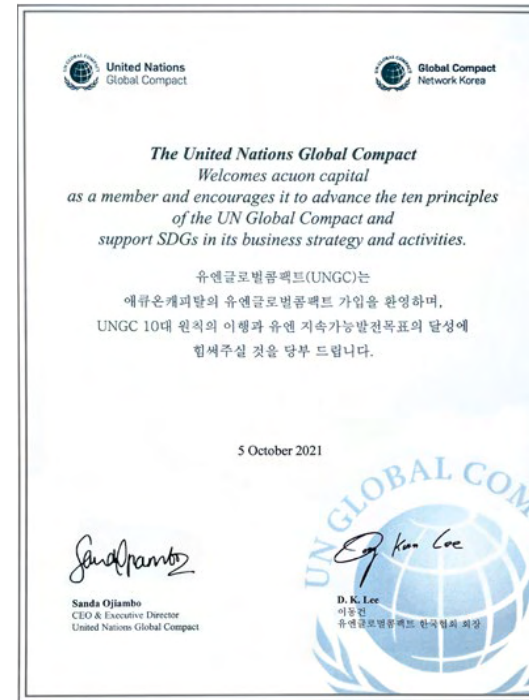 United Nations
Global Compact
Global Compact
Network Korea
The United Nations Global Compact
Welcomes acuon capital
as a member and encourages it to advance the ten principles
of the UN Global Compact and
support SDGs in its business strategy and activities.
유엔글로벌콤팩트(UNGC)는
애큐온캐피탈의 유엔글로벌콤팩트 가입을 환영하며,
UNGC 10대 원칙의 이행과 유엔 지속가능발전목표의 달성에
힘써주실 것을 당부 드립니다.
5 October 2021
UN GLOBAL COM
Sanda Ojiambo
CEO & Executive Director
United Nations Global Compact
D. K. Lee
이동건
유엔글로벌콤팩트 한국협회 회장